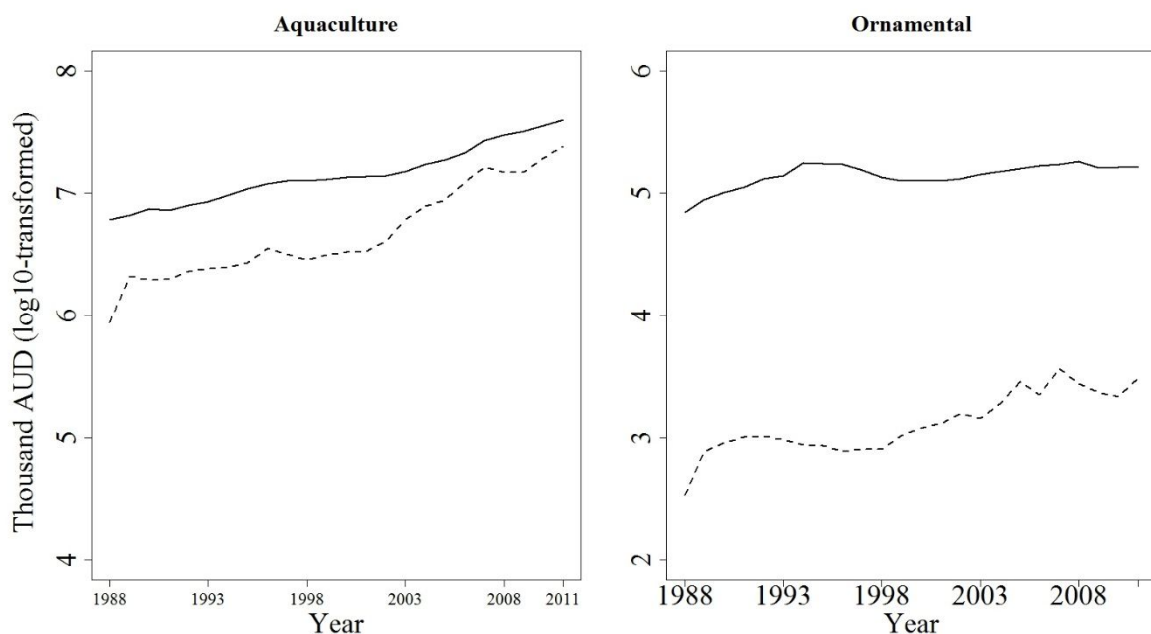 Aquaculture
Ornamental
Thousand AUD (log10-transformed)
8
7
6
5
4
1988 1993 1998 2003 2008 2011
Year
6
5
4
3
2
1988 1993 1998 2003 2008
Year